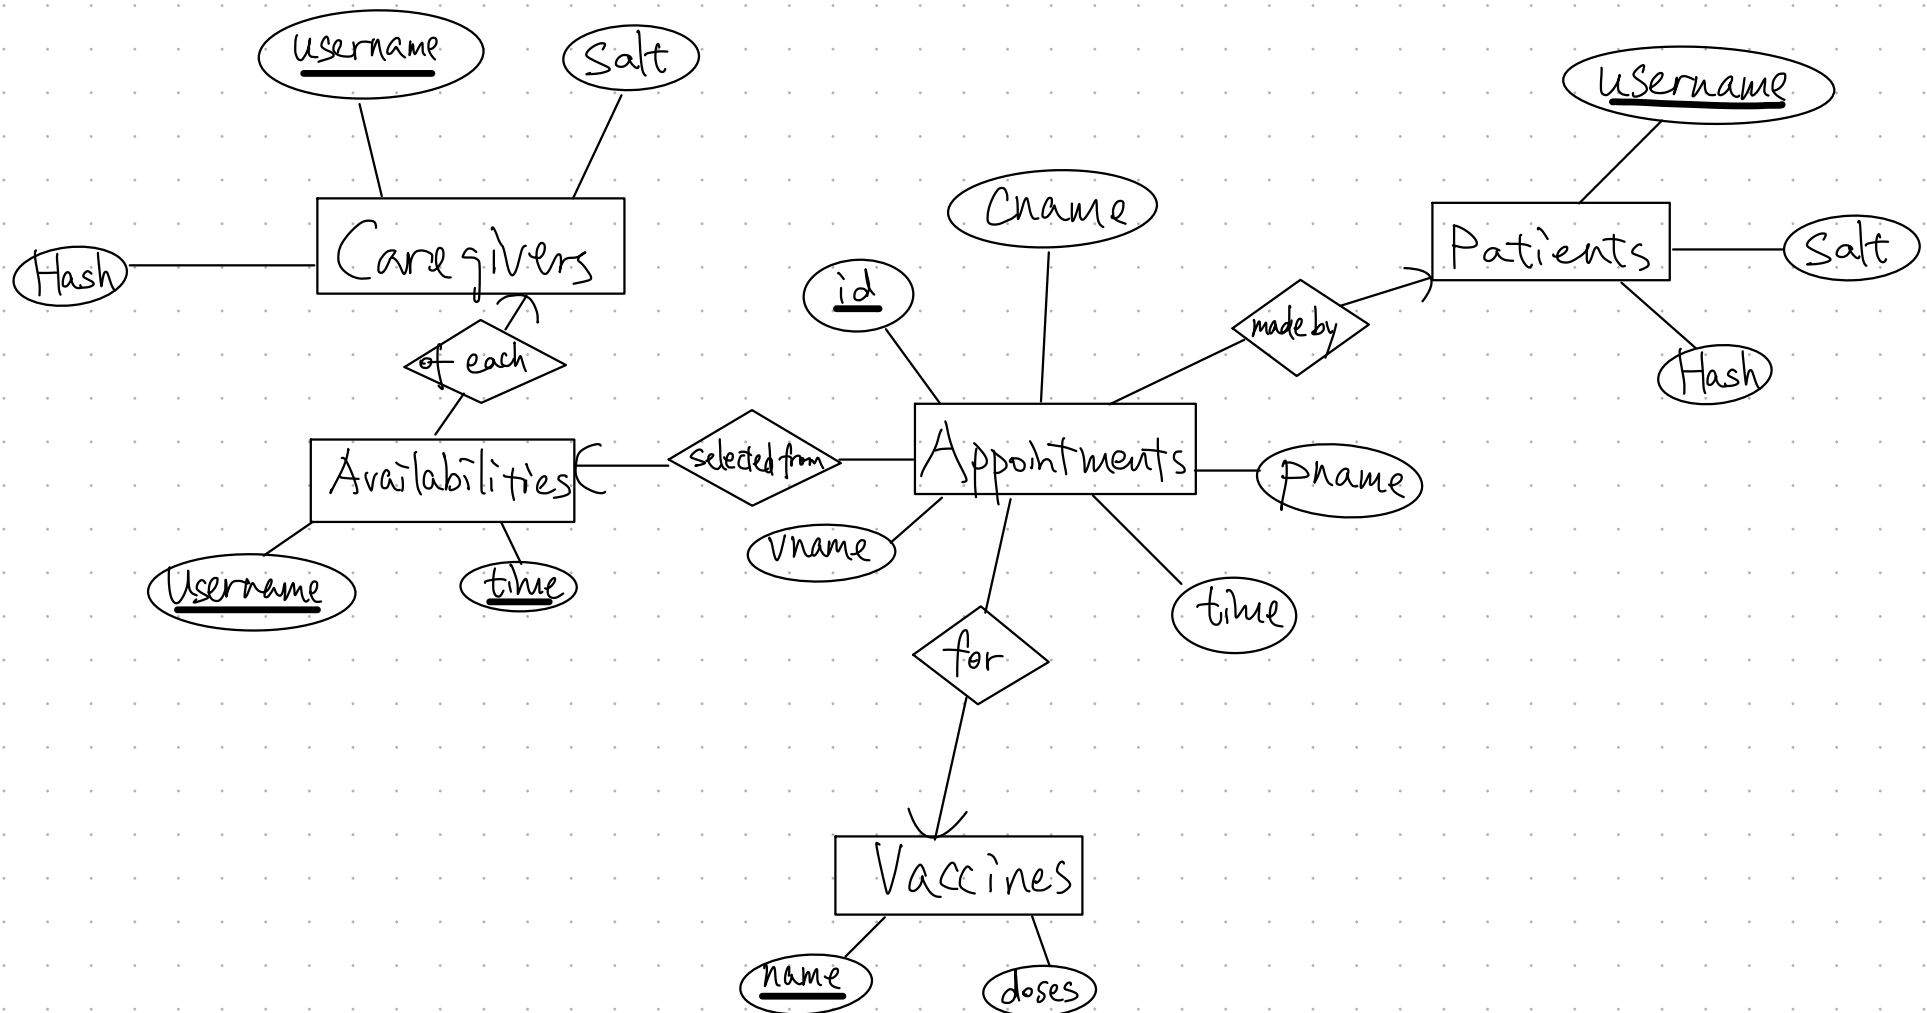 username
Salt
username
Cname
Caregivers
Patients
Salt
Hash
id
made by
of each
Hash
selected from
Appointments
Availabilities
Pname
vname
Username
time
time
for
Vaccines
name
doses